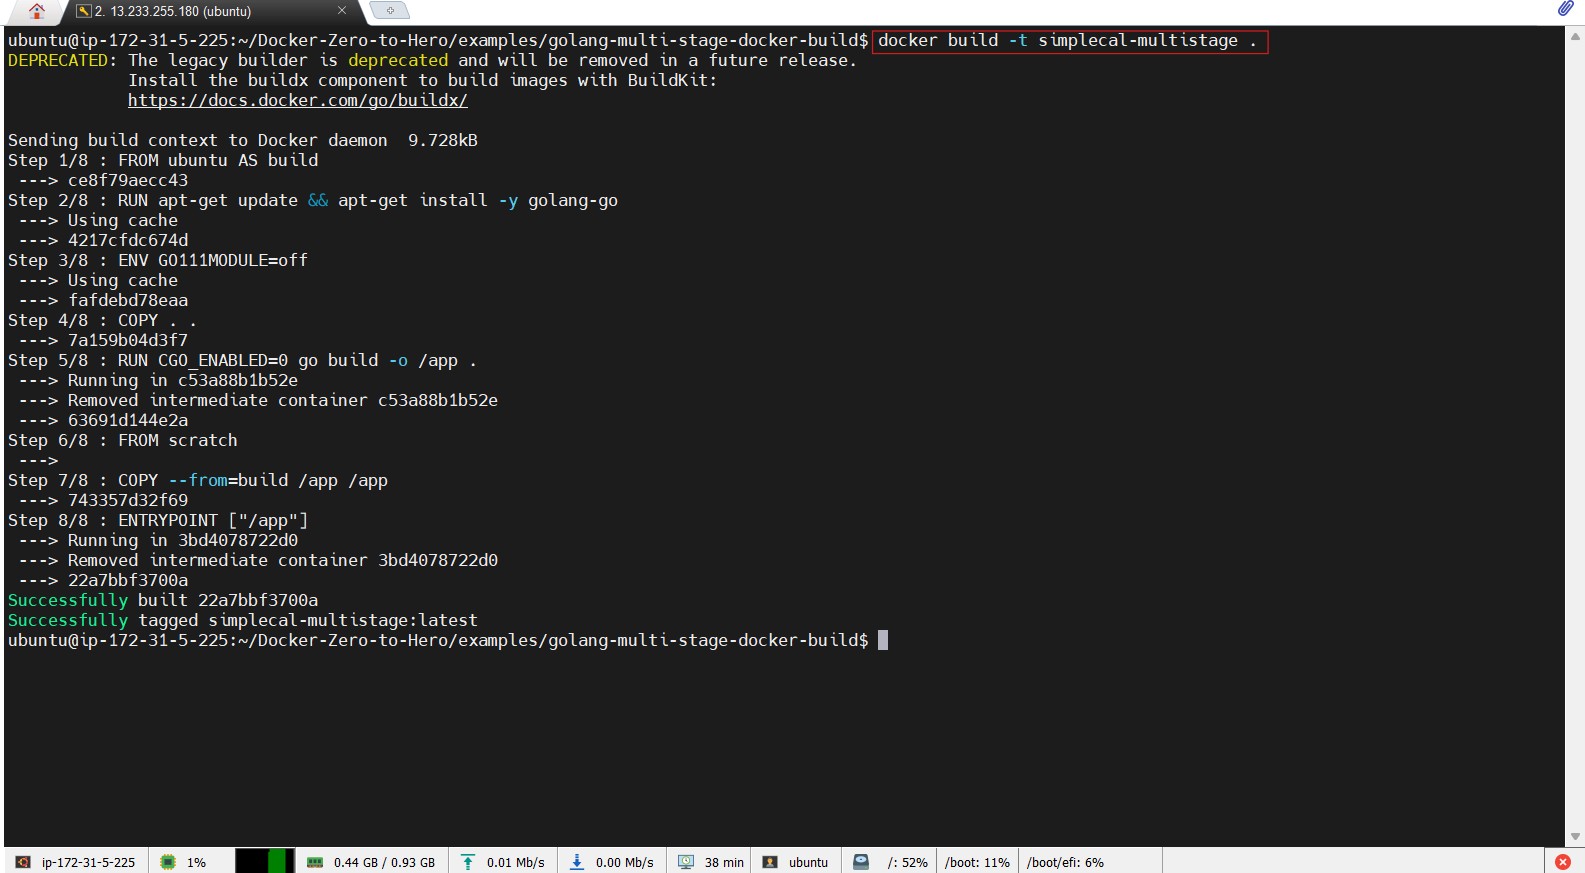 2. 13.233.255.180 (ubuntu)
ubuntu@ip-172-31-5-225:~/Docker-Zero-to-Hero/examples/golang-multi-stage-docker-build$ docker build -t simplecal-multistage .
DEPRECATED: The legacy builder is deprecated and will be removed in a future release.
            Install the buildx component to build images with BuildKit:
            https://docs.docker.com/go/buildx/

Sending build context to Docker daemon  9.728kB
Step 1/8 : FROM ubuntu AS build
 ---> ce8f79aecc43
Step 2/8 : RUN apt-get update && apt-get install -y golang-go
 ---> Using cache
 ---> 4217cfdc674d
Step 3/8 : ENV GO111MODULE=off
 ---> Using cache
 ---> fafdebd78eaa
Step 4/8 : COPY . .
 ---> 7a159b04d3f7
Step 5/8 : RUN CGO_ENABLED=0 go build -o /app .
 ---> Running in c53a88b1b52e
 ---> Removed intermediate container c53a88b1b52e
 ---> 63691d144e2a
Step 6/8 : FROM scratch
 --->
Step 7/8 : COPY --from=build /app /app
 ---> 743357d32f69
Step 8/8 : ENTRYPOINT ["/app"]
 ---> Running in 3bd4078722d0
 ---> Removed intermediate container 3bd4078722d0
 ---> 22a7bbf3700a
Successfully built 22a7bbf3700a
Successfully tagged simplecal-multistage:latest
ubuntu@ip-172-31-5-225:~/Docker-Zero-to-Hero/examples/golang-multi-stage-docker-build$
ip-172-31-5-225 1% 0.44 GB / 0.93 GB 0.01 Mb/s 0.00 Mb/s 38 min ubuntu /: 52% /boot: 11% /boot/efi: 6%